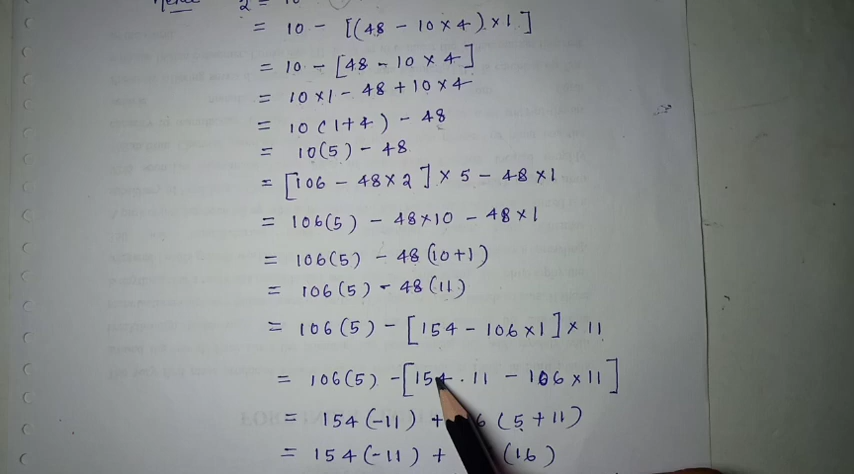 2 = 10
= 10 - [(48 - 10 × 4) × 1]
= 10 - [48 - 10 × 4]
= 10×1 - 48 + 10 × 4
= 10 (1+4) - 48
= 10(5) - 48
= [106 - 48×2] × 5 - 48×1
= 106(5) - 48×10 - 48×1
= 106(5) - 48(10+1)
= 106(5) - 48(11)
= 106(5) - [154 - 106×1] × 11
= 106(5) - [154 · 11 - 106×11]
= 154(-11) + 6 (5+11)
= 154(-11) + (16)